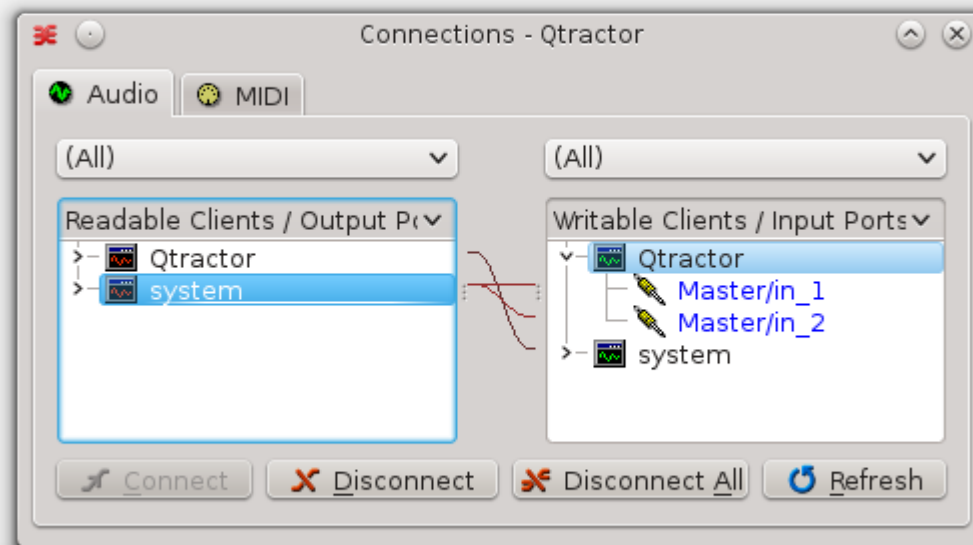 Connections - Qtractor
Audio
MIDI
(All)
(All)
Readable Clients / Output Po
Writable Clients / Input Ports
Qtractor
system
Qtractor
Master/in_1
Master/in_2
system
Connect
Disconnect
Disconnect All
Refresh